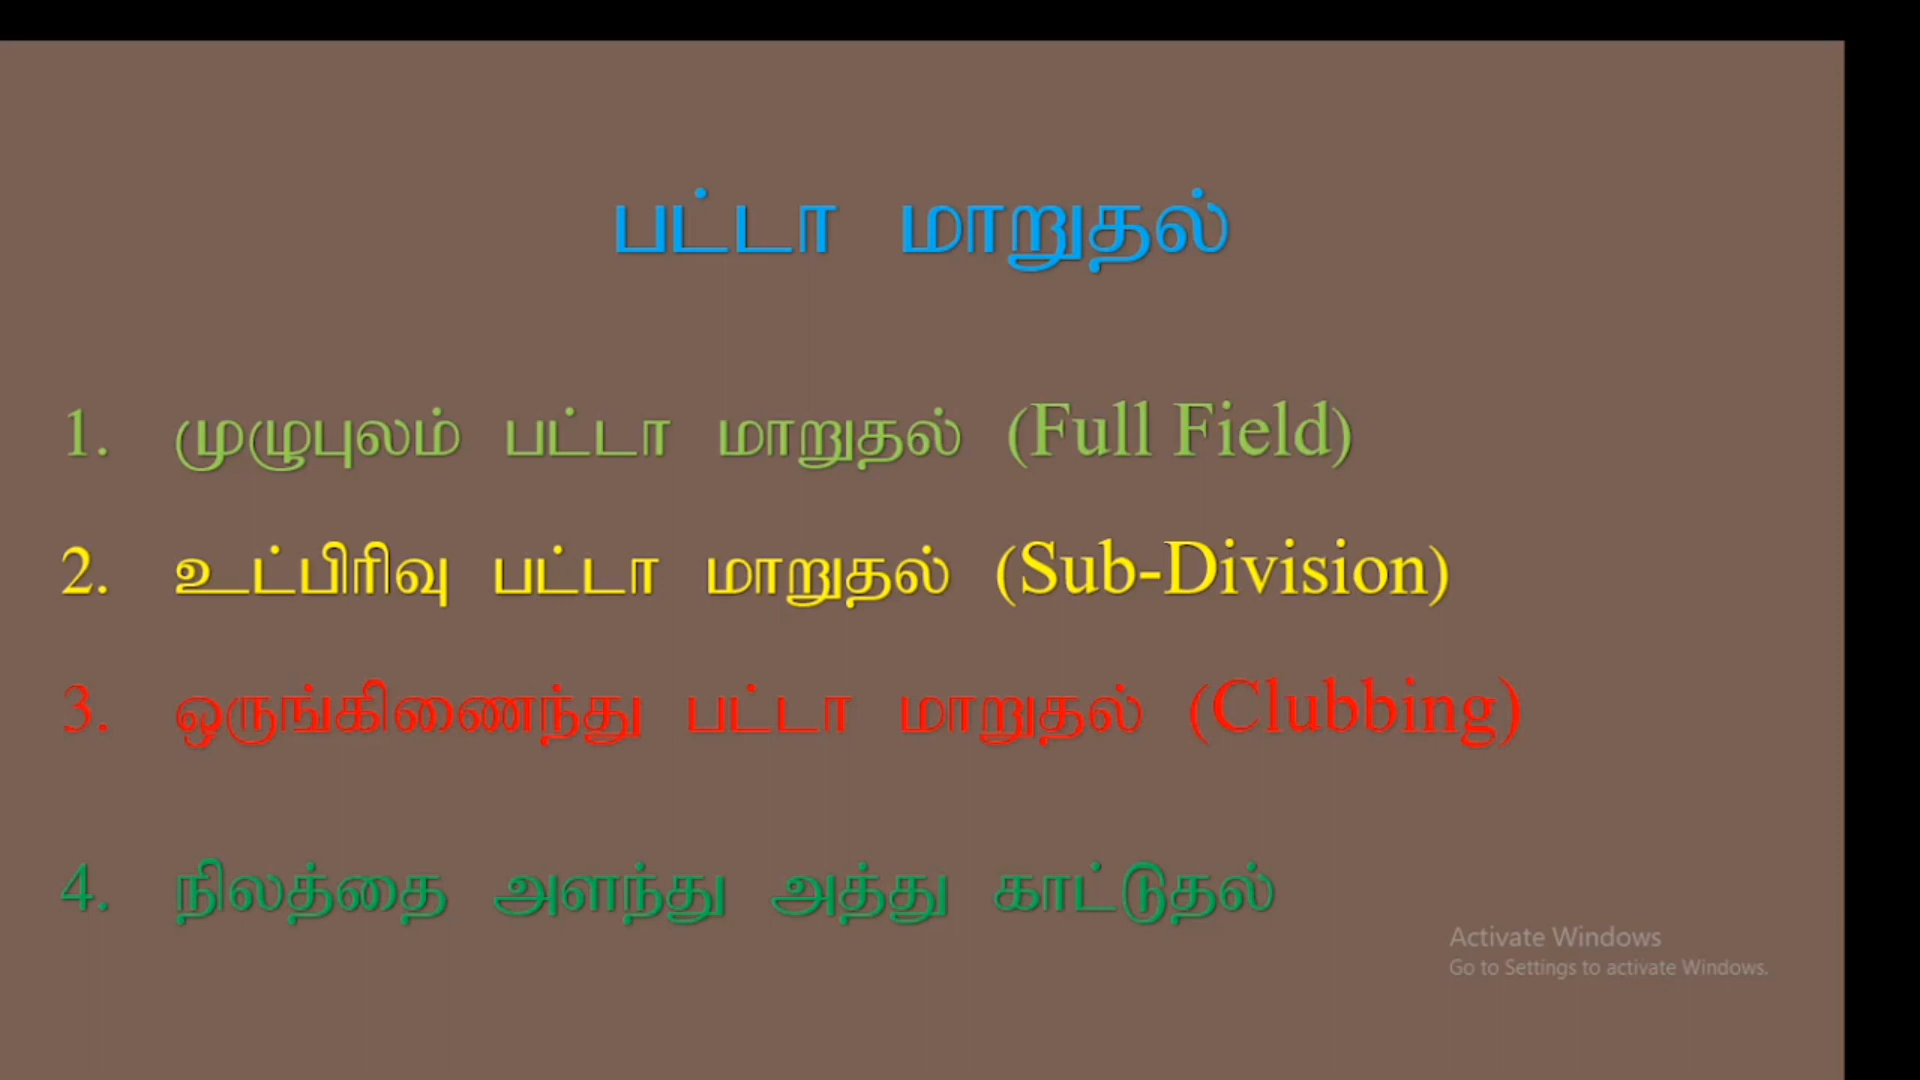 பட்டா மாறுதல்
1. முழுபுலம் பட்டா மாறுதல் (Full Field)
2. உட்பிரிவு பட்டா மாறுதல் (Sub-Division)
3. ஒருங்கிணைந்து பட்டா மாறுதல் (Clubbing)
4. நிலத்தை அளந்து அத்து காட்டுதல்
Activate Windows
Go to Settings to activate Windows.